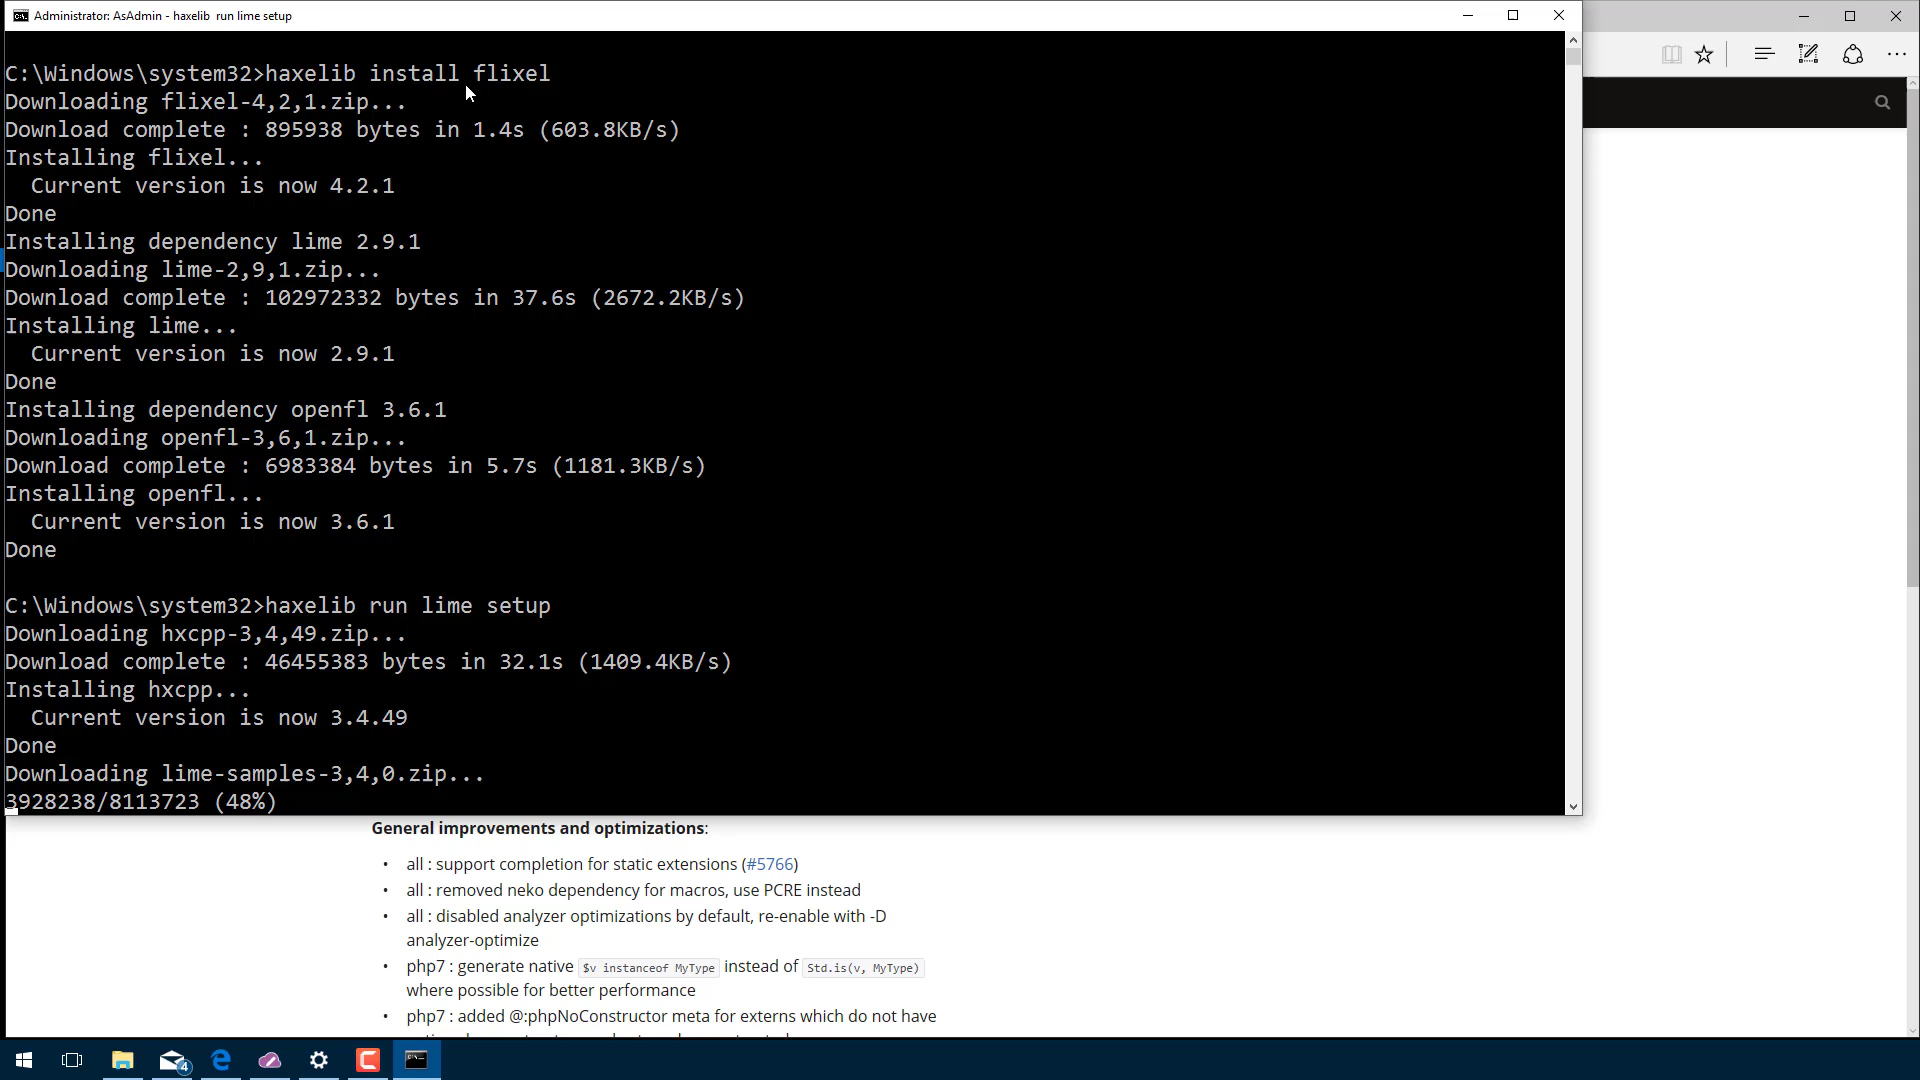 Administrator: AsAdmin - haxelib  run lime setup
C:\Windows\system32>haxelib install flixel
Downloading flixel-4,2,1.zip...
Download complete : 895938 bytes in 1.4s (603.8KB/s)
Installing flixel...
  Current version is now 4.2.1
Done
Installing dependency lime 2.9.1
Downloading lime-2,9,1.zip...
Download complete : 102972332 bytes in 37.6s (2672.2KB/s)
Installing lime...
  Current version is now 2.9.1
Done
Installing dependency openfl 3.6.1
Downloading openfl-3,6,1.zip...
Download complete : 6983384 bytes in 5.7s (1181.3KB/s)
Installing openfl...
  Current version is now 3.6.1
Done
C:\Windows\system32>haxelib run lime setup
Downloading hxcpp-3,4,49.zip...
Download complete : 46455383 bytes in 32.1s (1409.4KB/s)
Installing hxcpp...
  Current version is now 3.4.49
Done
Downloading lime-samples-3,4,0.zip...
3928238/8113723 (48%)
General improvements and optimizations:
• all : support completion for static extensions (#5766)
• all : removed neko dependency for macros, use PCRE instead
• all : disabled analyzer optimizations by default, re-enable with -D
analyzer-optimize
• php7 : generate native $v instanceof MyType instead of Std.is(v, MyType)
where possible for better performance
• php7 : added @:phpNoConstructor meta for externs which do not have
4